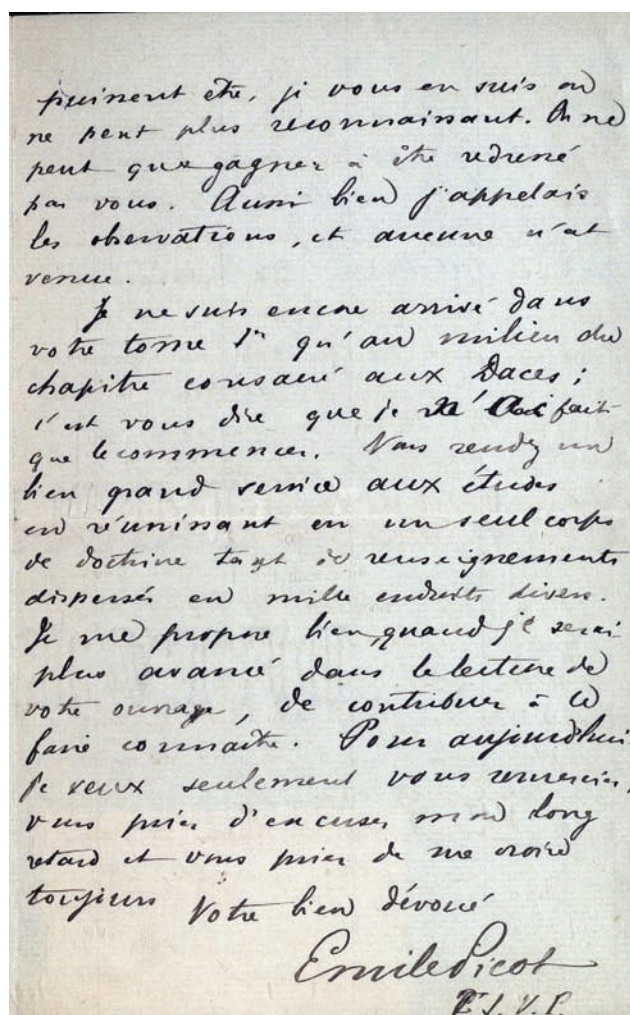 puissent être, je vous en suis on
ne peut plus reconnaissant. On ne
peut que gagner à être redressé
par vous. Aussi bien j'appelais
les observations, et aucune n'est
venue.
Je ne suis encore arrivé dans
votre tome Ier qu'au milieu du
chapitre consacré aux Daces ;
c'est vous dire que je n'ai fait
que le commencer. Vous rendez un
bien grand service aux études
en réunissant en un seul corps
de doctrine tant de renseignements
dispersés en mille endroits divers.
Je me propose bien, quand je serai
plus avancé dans la lecture de
votre ouvrage, de contribuer à le
faire connaître. Pour aujourd'hui
je veux seulement vous remercier,
vous prier d'excuser mon long
retard et vous prier de me croire
toujours Votre bien dévoué
Emile Picot
T.S.V.P.